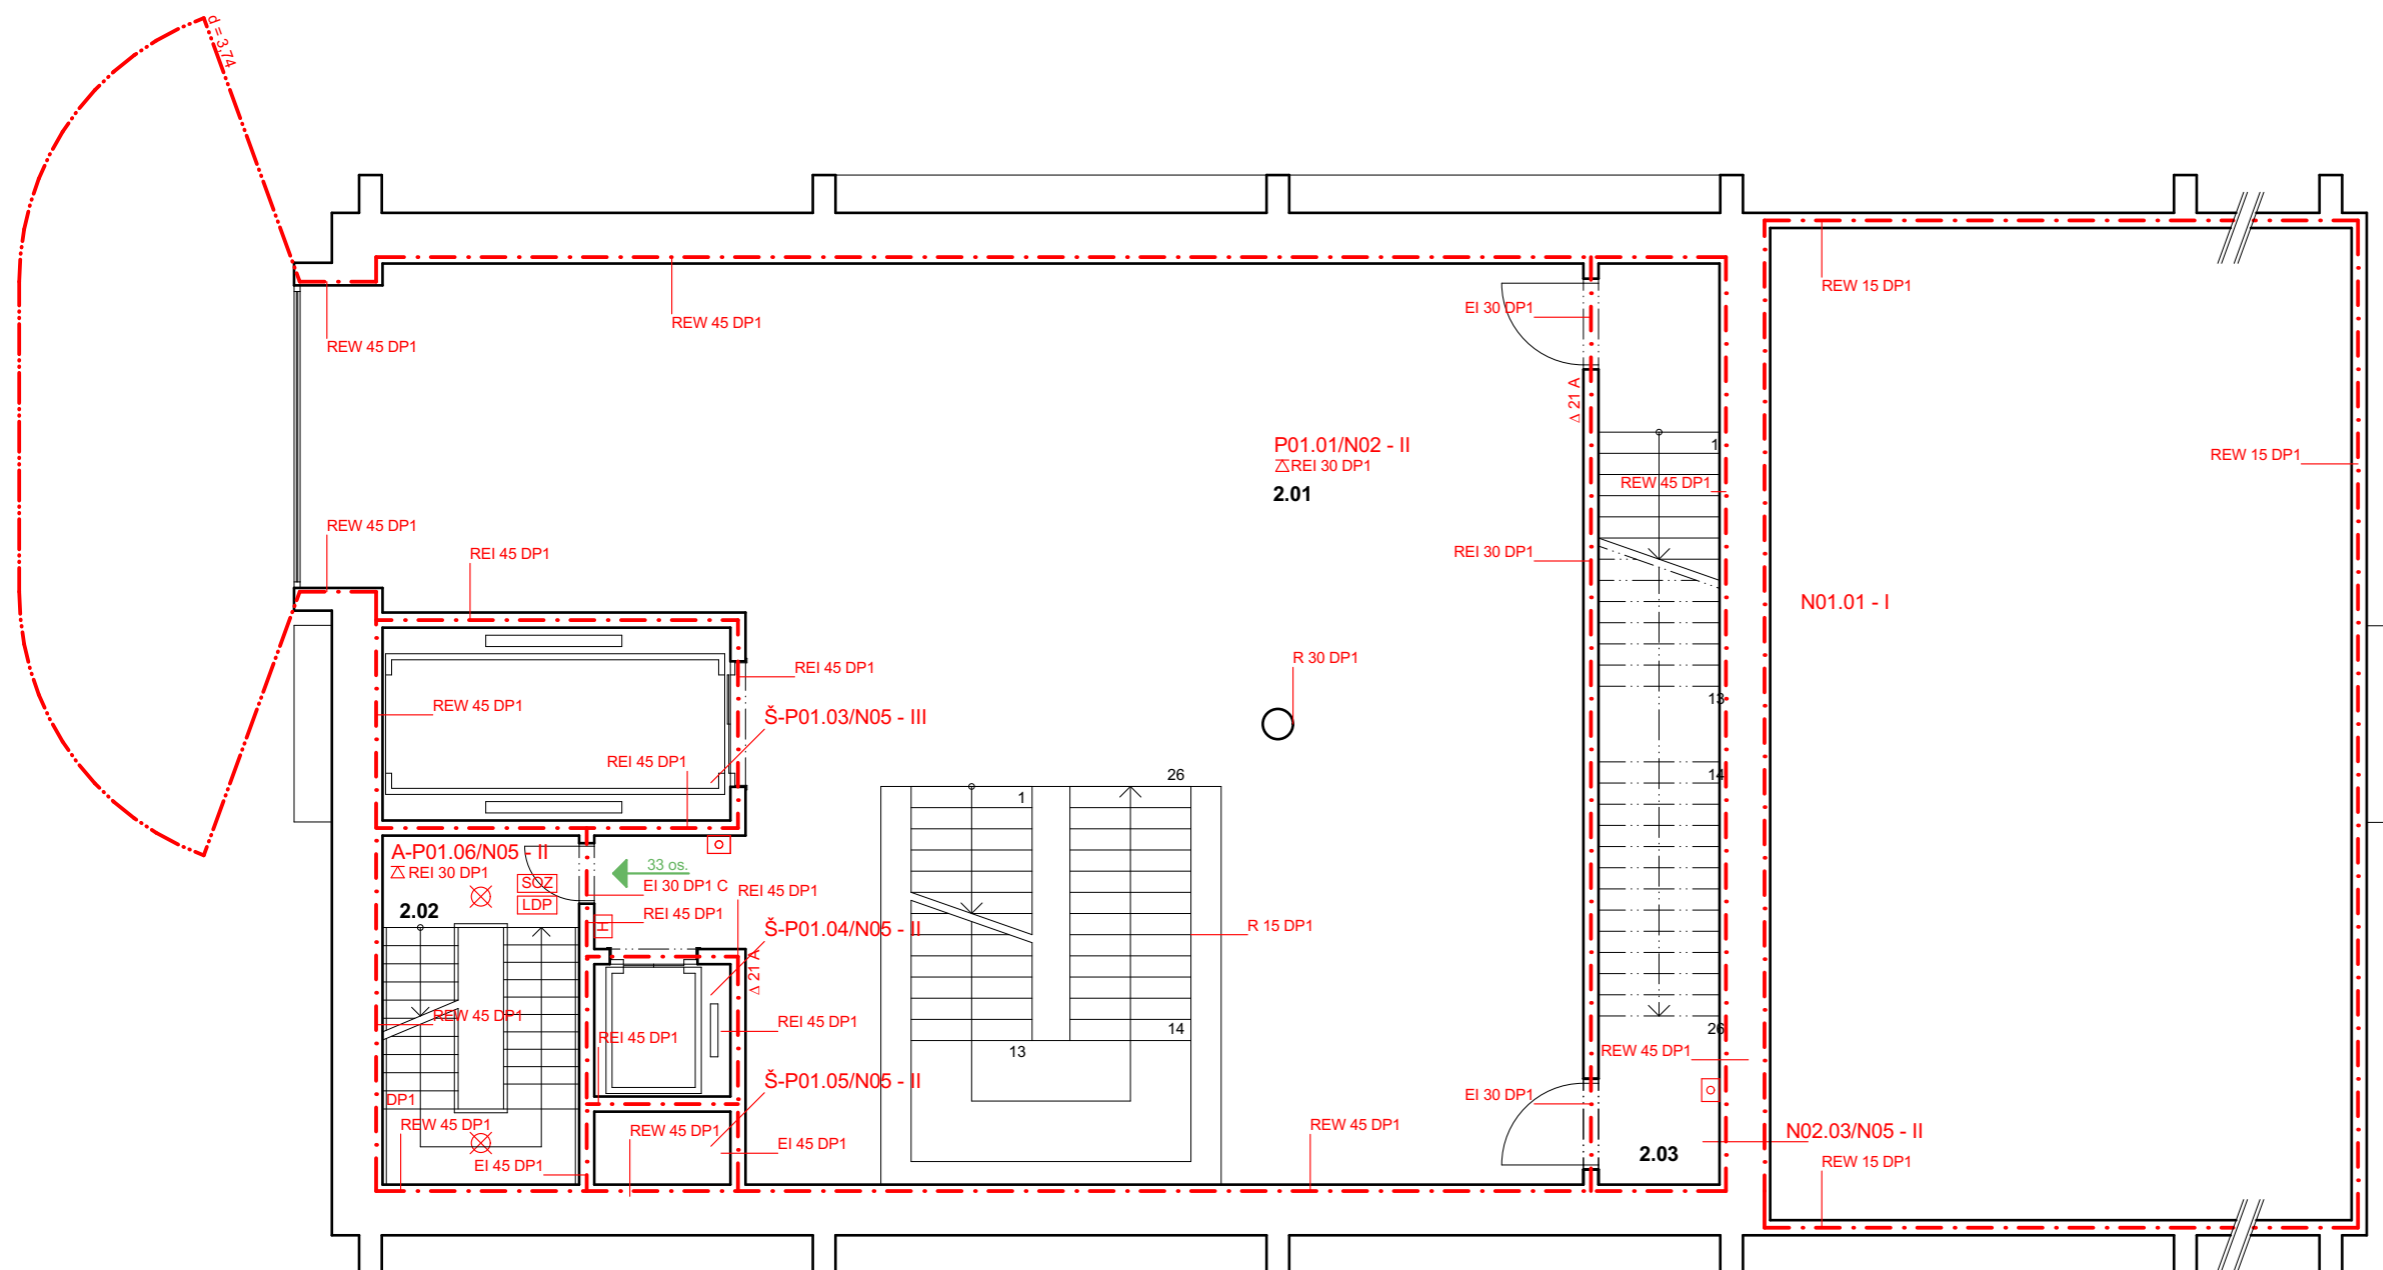 d = 3,74
REW 15 DP1
EI 30 DP1
REW 45 DP1
REW 45 DP1
Δ 21 A
P01.01/N02 - II
REI 30 DP1
2.01
1
REW 15 DP1
REW 45 DP1
REW 45 DP1
REI 45 DP1
REI 30 DP1
N01.01 - I
R 30 DP1
REI 45 DP1
REW 45 DP1
13
Š-P01.03/N05 - III
REI 45 DP1
26
14
1
A-P01.06/N05 - II
REI 30 DP1
33 os.
SOZ
EI 30 DP1 C
REI 45 DP1
LDP
2.02
REI 45 DP1
H
Š-P01.04/N05 - II
R 15 DP1
Δ 21 A
REW 45 DP1
REI 45 DP1
14
26
REI 45 DP1
13
REW 45 DP1
Š-P01.05/N05 - II
DP1
EI 30 DP1
REW 45 DP1
REW 45 DP1
REW 45 DP1
N02.03/N05 - II
EI 45 DP1
2.03
EI 45 DP1
REW 15 DP1